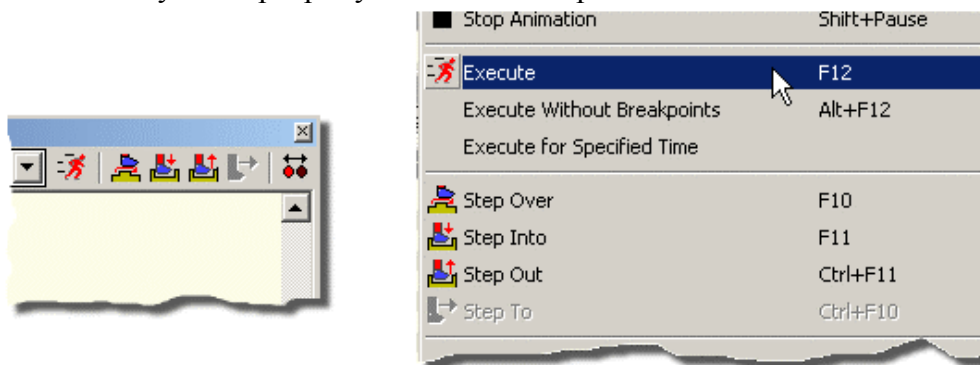 Stop Animation Shift+Pause
Execute F12
Execute Without Breakpoints Alt+F12
Execute for Specified Time
Step Over F10
Step Into F11
Step Out Ctrl+F11
Step To Ctrl+F10